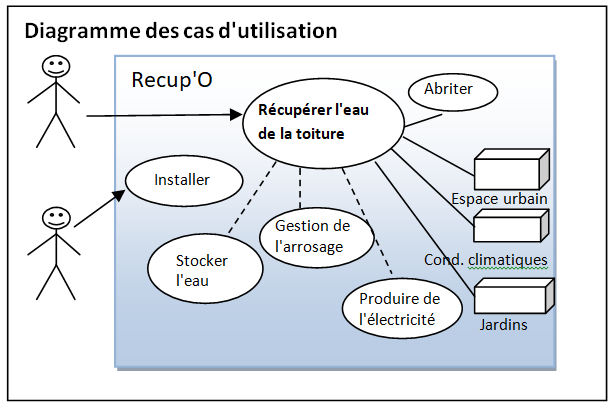 Diagramme des cas d'utilisation
Recup'O
Abriter
Récupérer l'eau
de la toiture
Installer
Espace urbain
Gestion de
l'arrosage
Stocker
l'eau
Cond. climatiques
Produire de
l'électricité
Jardins